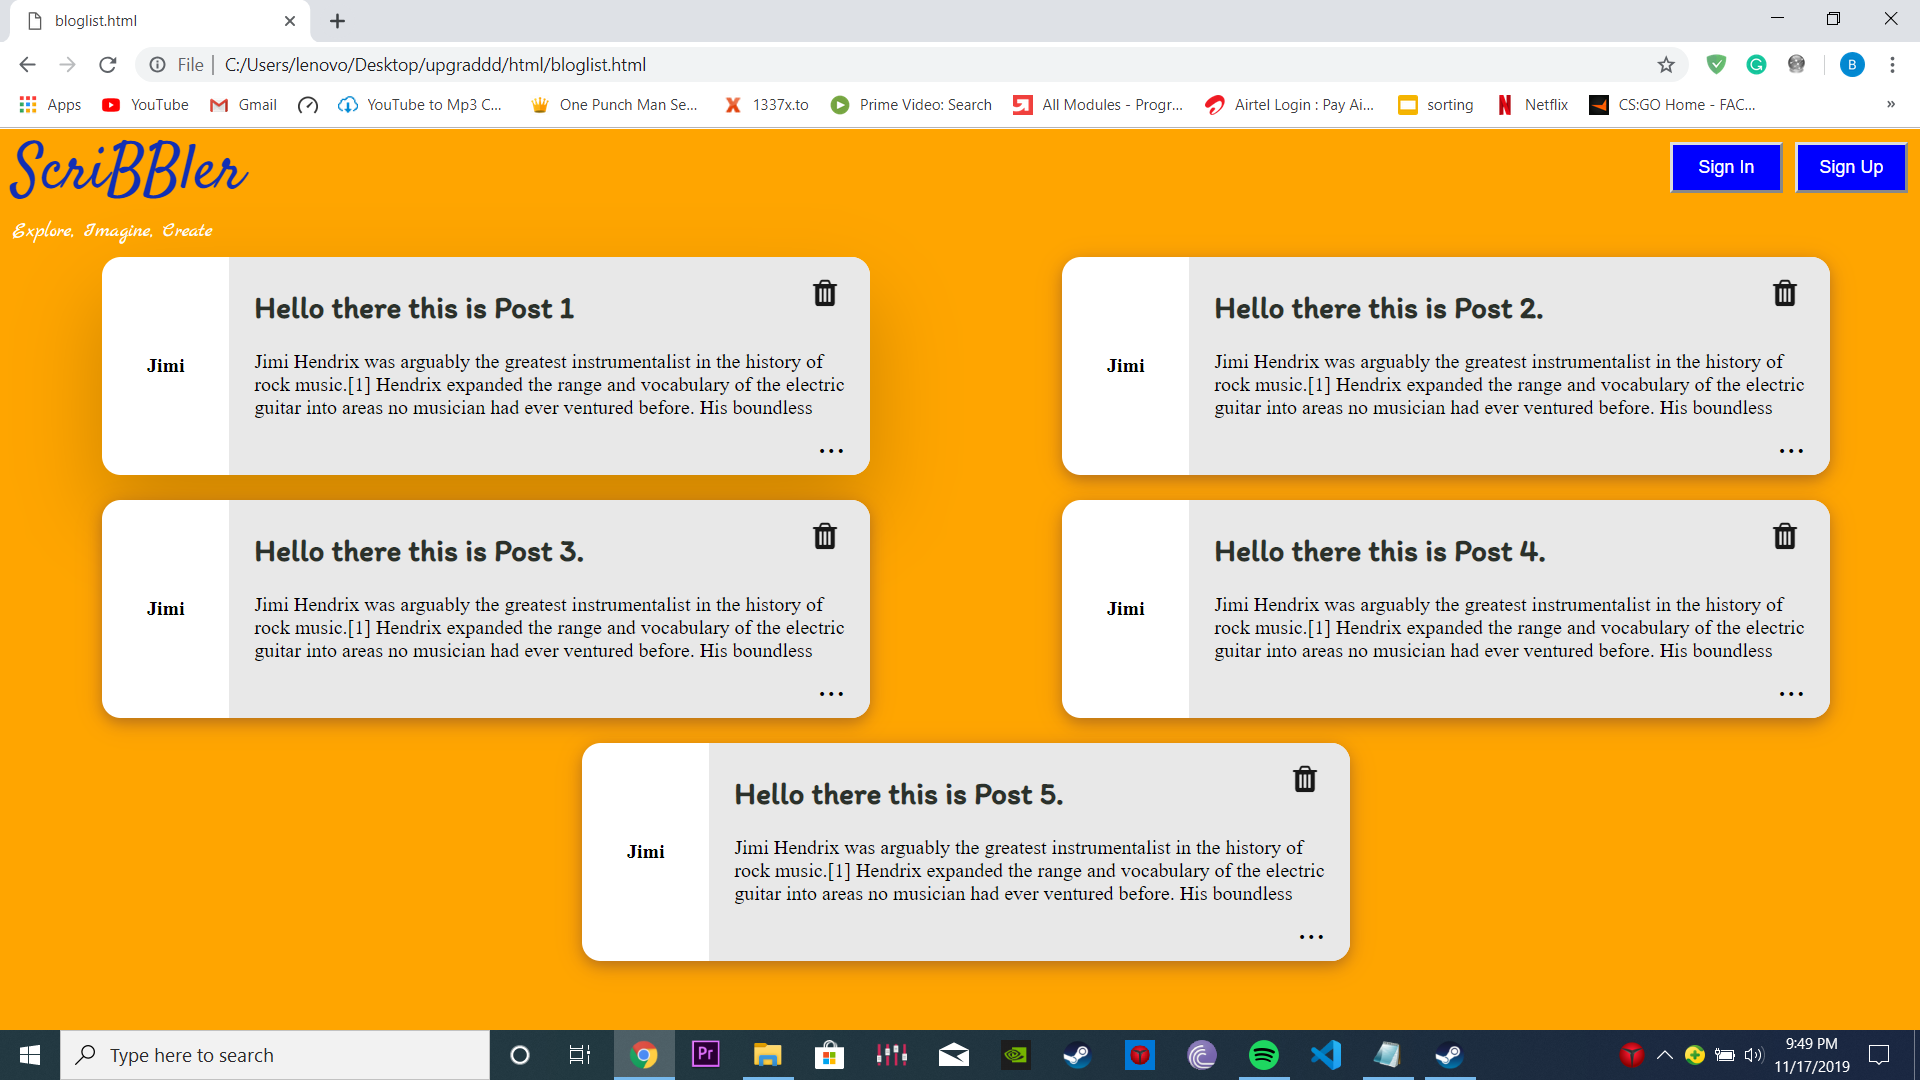 bloglist.html
File | C:/Users/lenovo/Desktop/upgraddd/html/bloglist.html
B
Apps YouTube Gmail YouTube to Mp3 C... One Punch Man Se... 1337x.to Prime Video: Search All Modules - Progr... Airtel Login : Pay Ai... sorting Netflix CS:GO Home - FAC... »
ScriBBler
Sign In Sign Up
Explore, Imagine, Create
Hello there this is Post 1
Jimi
Jimi Hendrix was arguably the greatest instrumentalist in the history of
rock music.[1] Hendrix expanded the range and vocabulary of the electric
guitar into areas no musician had ever ventured before. His boundless
...
Hello there this is Post 2.
Jimi
Jimi Hendrix was arguably the greatest instrumentalist in the history of
rock music.[1] Hendrix expanded the range and vocabulary of the electric
guitar into areas no musician had ever ventured before. His boundless
...
Hello there this is Post 3.
Jimi
Jimi Hendrix was arguably the greatest instrumentalist in the history of
rock music.[1] Hendrix expanded the range and vocabulary of the electric
guitar into areas no musician had ever ventured before. His boundless
...
Hello there this is Post 4.
Jimi
Jimi Hendrix was arguably the greatest instrumentalist in the history of
rock music.[1] Hendrix expanded the range and vocabulary of the electric
guitar into areas no musician had ever ventured before. His boundless
...
Hello there this is Post 5.
Jimi
Jimi Hendrix was arguably the greatest instrumentalist in the history of
rock music.[1] Hendrix expanded the range and vocabulary of the electric
guitar into areas no musician had ever ventured before. His boundless
...
Type here to search
Pr
9:49 PM
11/17/2019